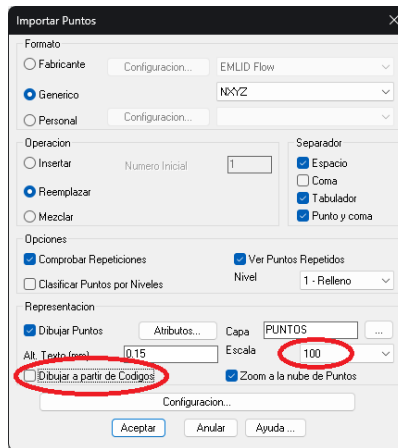 Importar Puntos
Formato
Fabricante Configuracion... EMLID Flow
Generico NXYZ
Personal Configuracion...
Operacion Separador
Insertar Numero Inicial 1 Espacio
Coma
Reemplazar Tabulador
Mezclar Punto y coma
Opciones
Comprobar Repeticiones Ver Puntos Repetidos
Clasificar Puntos por Niveles Nivel 1 - Relleno
Representacion
Dibujar Puntos Atributos... Capa PUNTOS ...
Alt. Texto (mm) 0.15 Escala 100
Dibujar a partir de Codigos Zoom a la nube de Puntos
Configuracion...
Aceptar Anular Ayuda ...